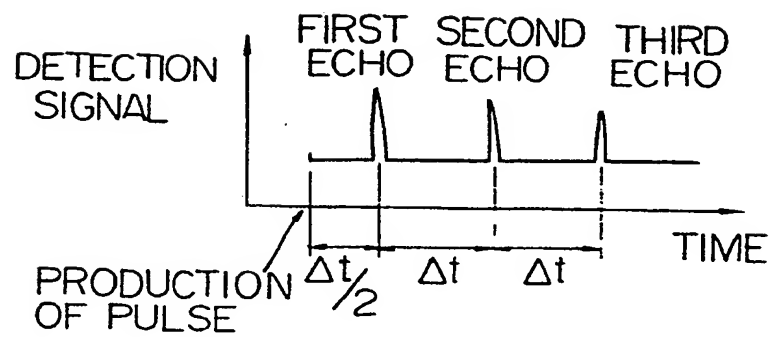 FIRST ECHO
SECOND ECHO
THIRD ECHO
DETECTION
SIGNAL
TIME
Δt/2
Δt
Δt
PRODUCTION
OF PULSE